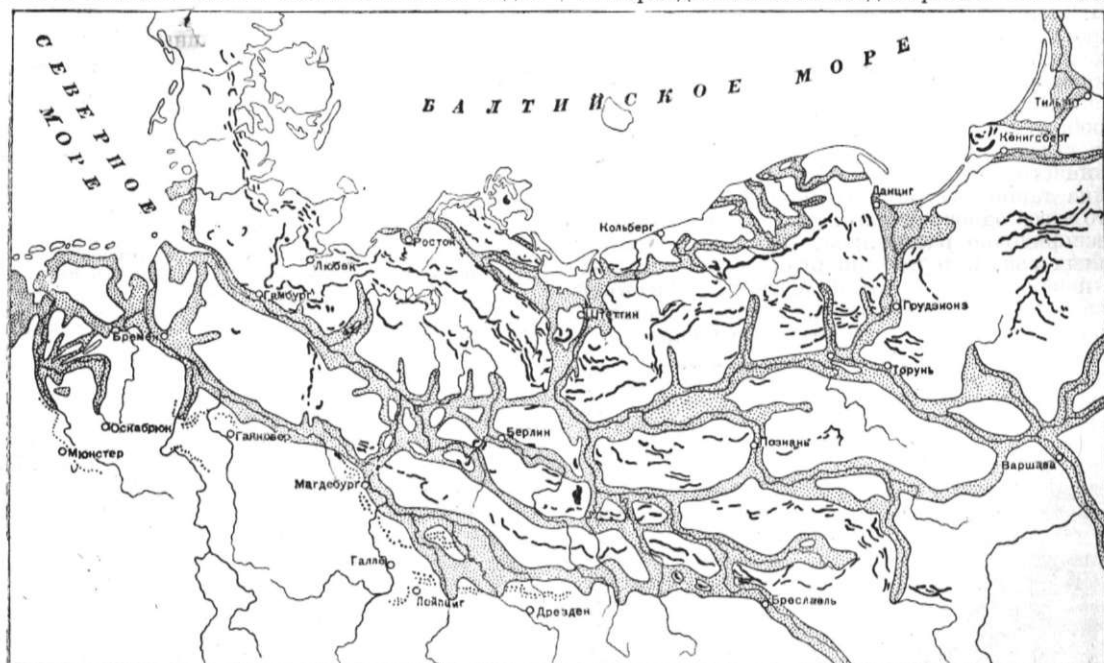 СЕВЕРНОЕ
МОРЕ
БАЛТИЙСКОЕ МОРЕ
Тильзит
Кёнигсберг
Данциг
Кольберг
Росток
Любек
Гамбург
Штеттин
Грудзионз
Бремен
Торунь
Оснабрюк
Ганновер
Берлин
Познань
Мюнстер
Варшава
Магдебург
Галле
Лейпциг
Дрезден
Бреславль